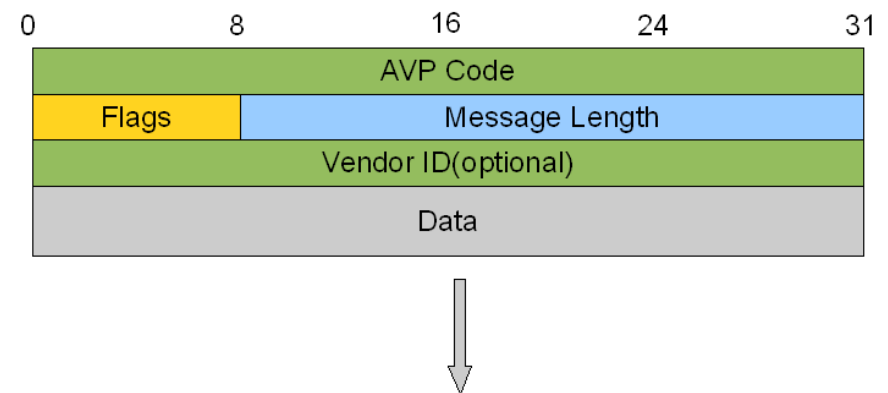 0 8 16 24 31
AVP Code
Flags Message Length
Vendor ID(optional)
Data